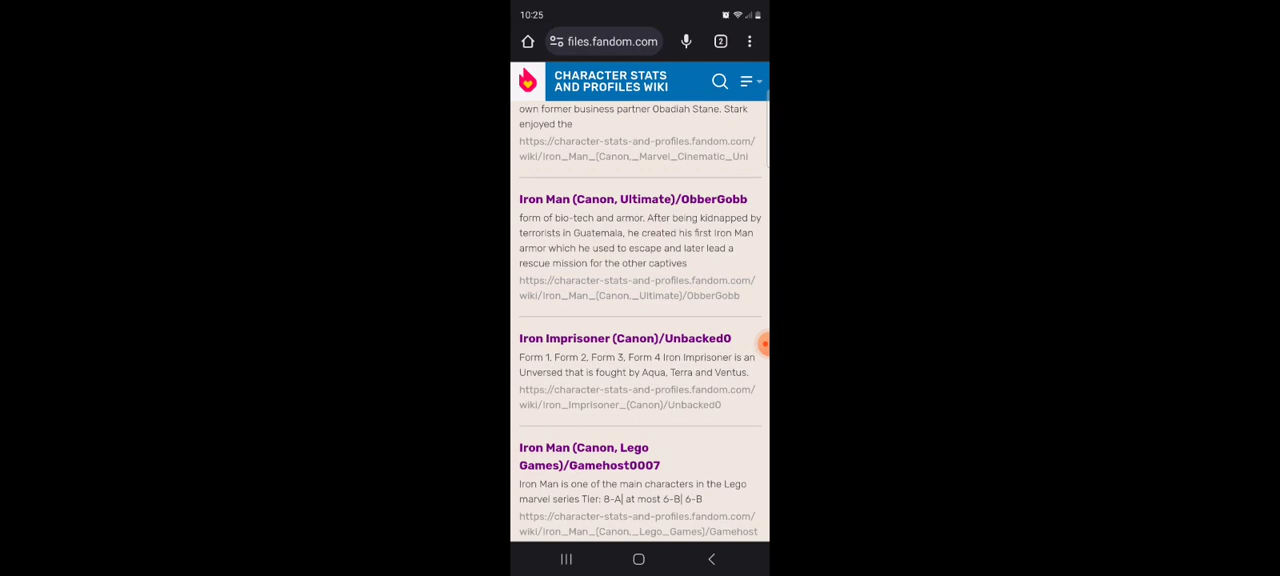 10:25
files.fandom.com
2
CHARACTER STATS
AND PROFILES WIKI
own former business partner Obadiah Stane. Stark
enjoyed the
https://character-stats-and-profiles.fandom.com/
wiki/Iron_Man_(Canon,_Marvel_Cinematic_Uni
Iron Man (Canon, Ultimate)/ObberGobb
form of bio-tech and armor. After being kidnapped by
terrorists in Guatemala, he created his first Iron Man
armor which he used to escape and later lead a
rescue mission for the other captives
https://character-stats-and-profiles.fandom.com/
wiki/Iron_Man_(Canon,_Ultimate)/ObberGobb
Iron Imprisoner (Canon)/Unbacked0
Form 1, Form 2, Form 3, Form 4 Iron Imprisoner is an
Unversed that is fought by Aqua, Terra and Ventus.
https://character-stats-and-profiles.fandom.com/
wiki/Iron_Imprisoner_(Canon)/Unbacked0
Iron Man (Canon, Lego
Games)/Gamehost0007
Iron Man is one of the main characters in the Lego
marvel series Tier: 8-A| at most 6-B| 6-B
https://character-stats-and-profiles.fandom.com/
wiki/Iron_Man_(Canon,_Lego_Games)/Gamehost